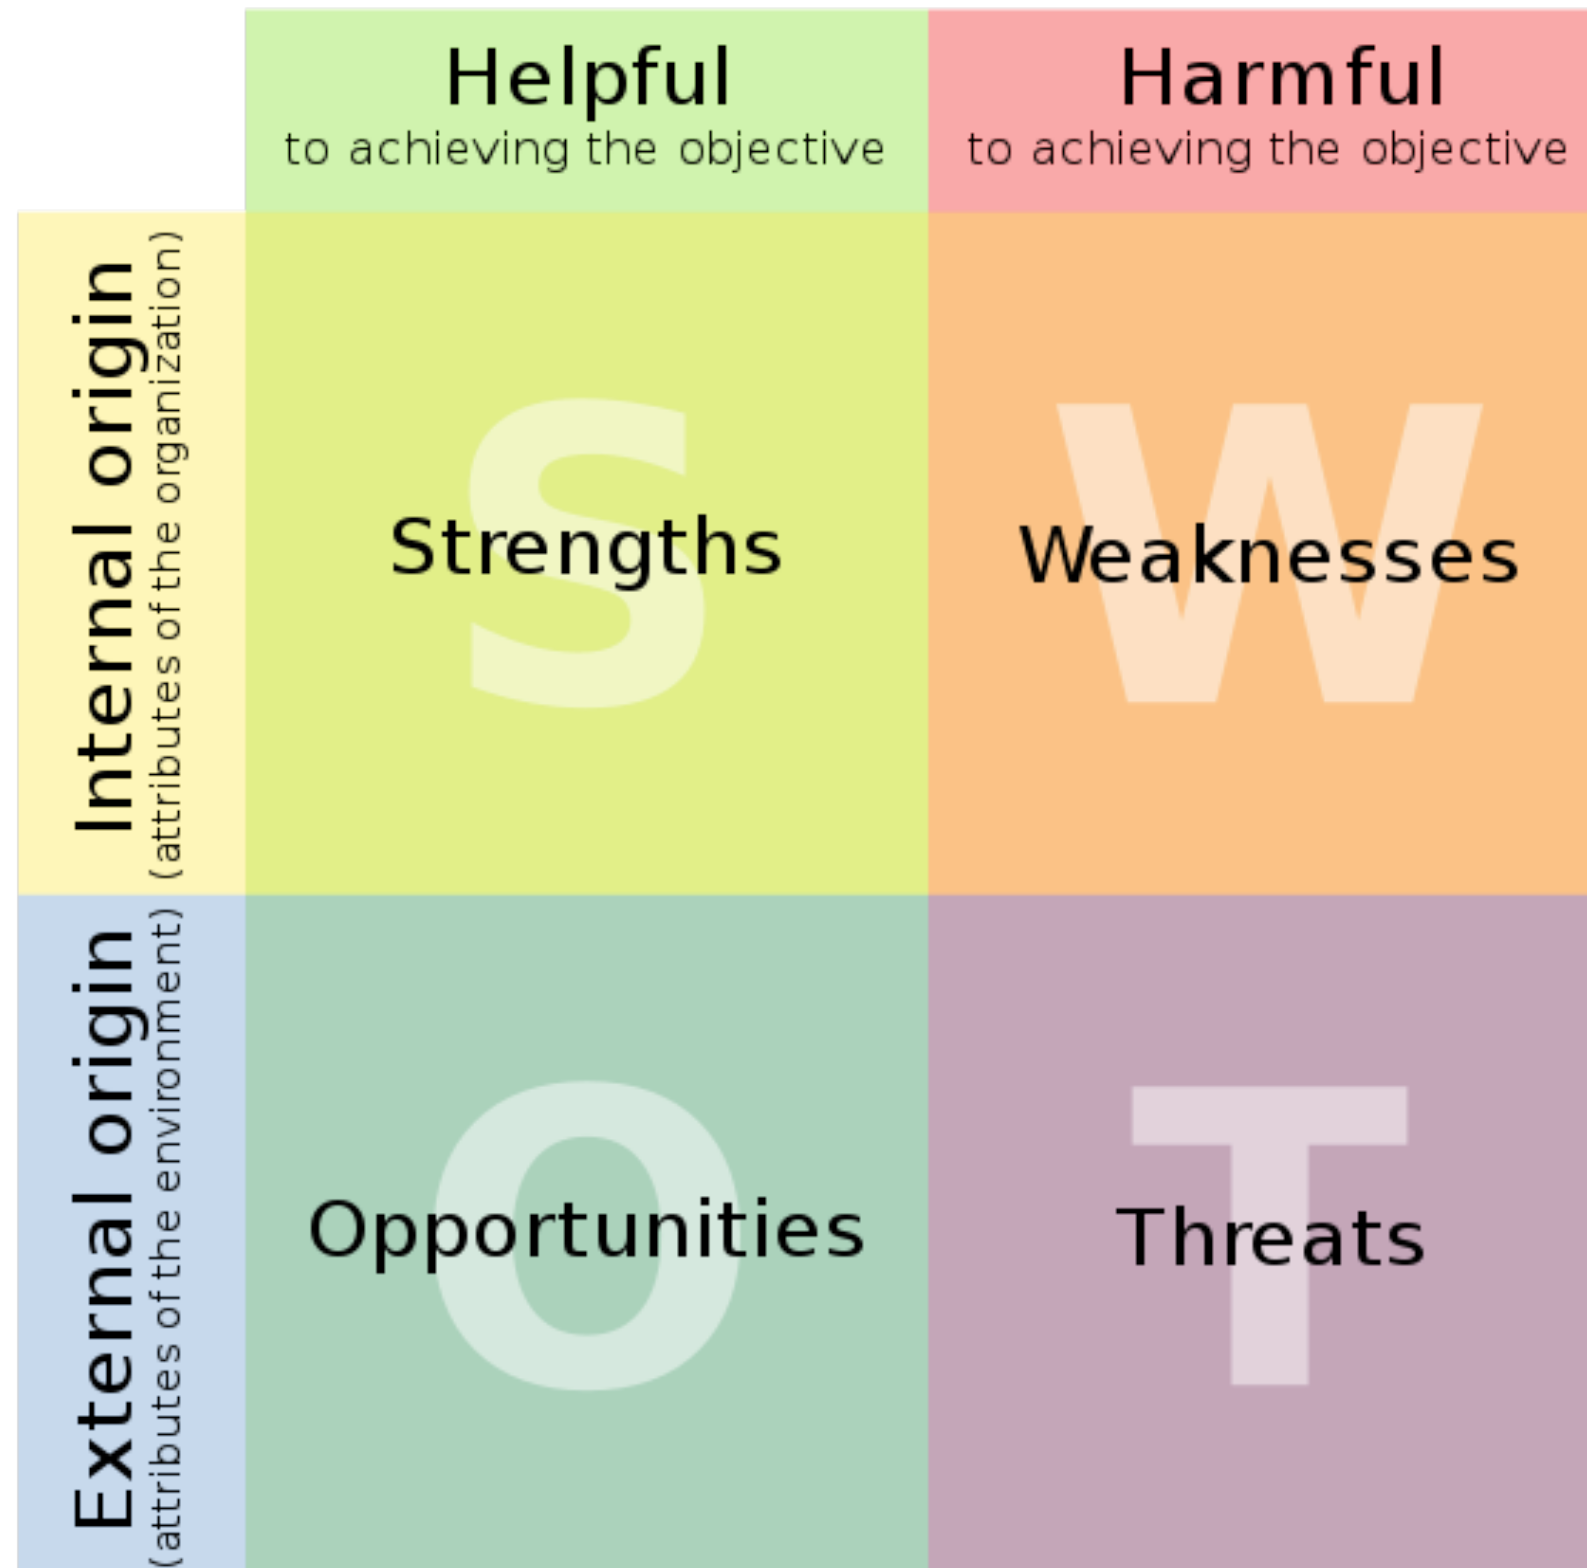 Helpful
to achieving the objective
Harmful
to achieving the objective
Internal origin
(attributes of the organization)
S
Strengths
W
Weaknesses
External origin
(attributes of the environment)
O
Opportunities
T
Threats